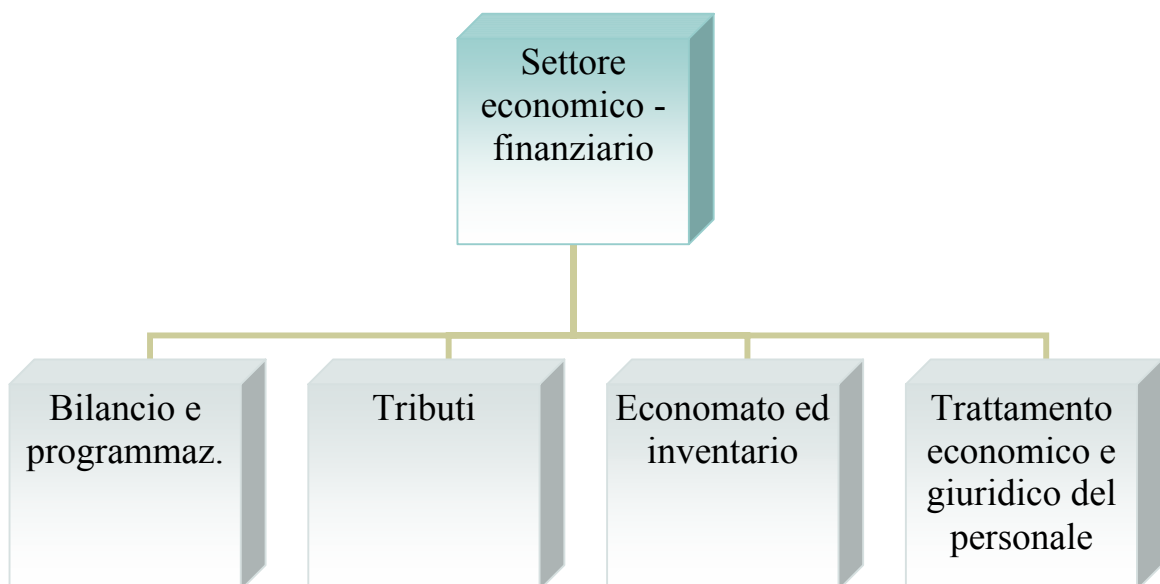 Settore
economico -
finanziario
Bilancio e
programmaz.
Tributi
Economato ed
inventario
Trattamento
economico e
giuridico del
personale